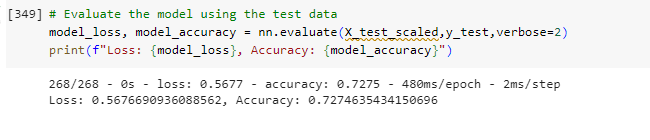 [349] # Evaluate the model using the test data
model_loss, model_accuracy = nn.evaluate(X_test_scaled,y_test,verbose=2)
print(f"Loss: {model_loss}, Accuracy: {model_accuracy}")
268/268 - 0s - loss: 0.5677 - accuracy: 0.7275 - 480ms/epoch - 2ms/step
Loss: 0.5676690936088562, Accuracy: 0.7274635434150696